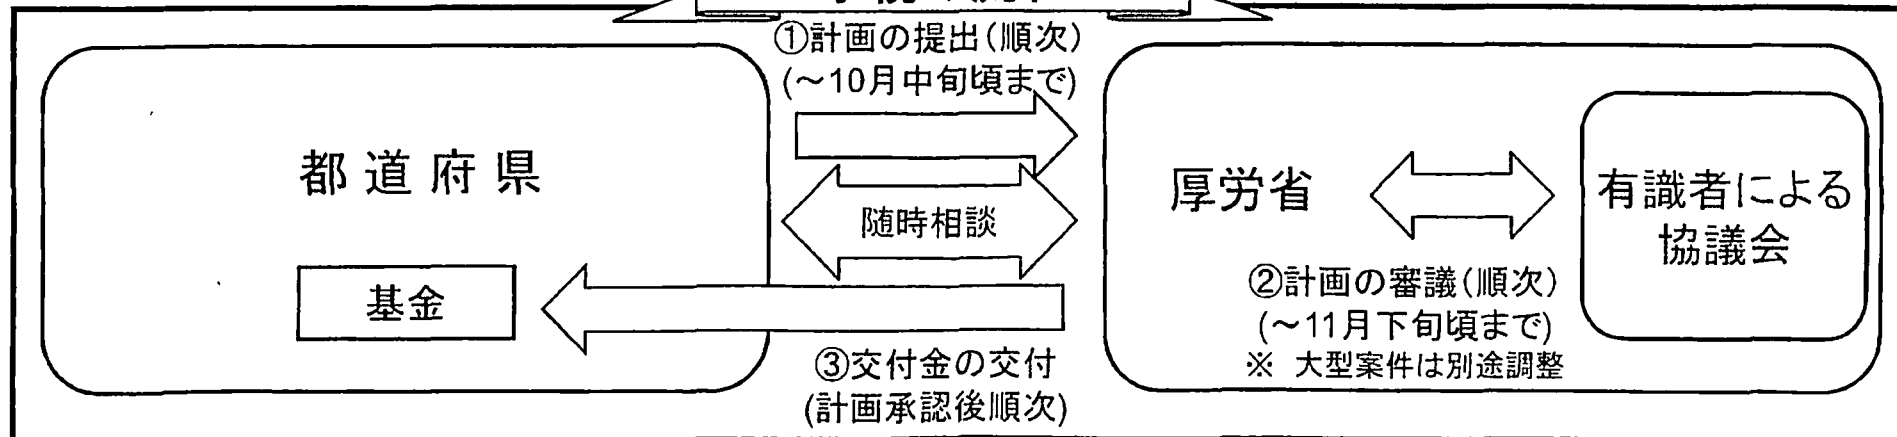 ①計画の提出(順次)
(～10月中旬頃まで)
都道府県
随時相談
基金
③交付金の交付
(計画承認後順次)
厚労省
②計画の審議(順次)
(～11月下旬頃まで)
※ 大型案件は別途調整
有識者による
協議会